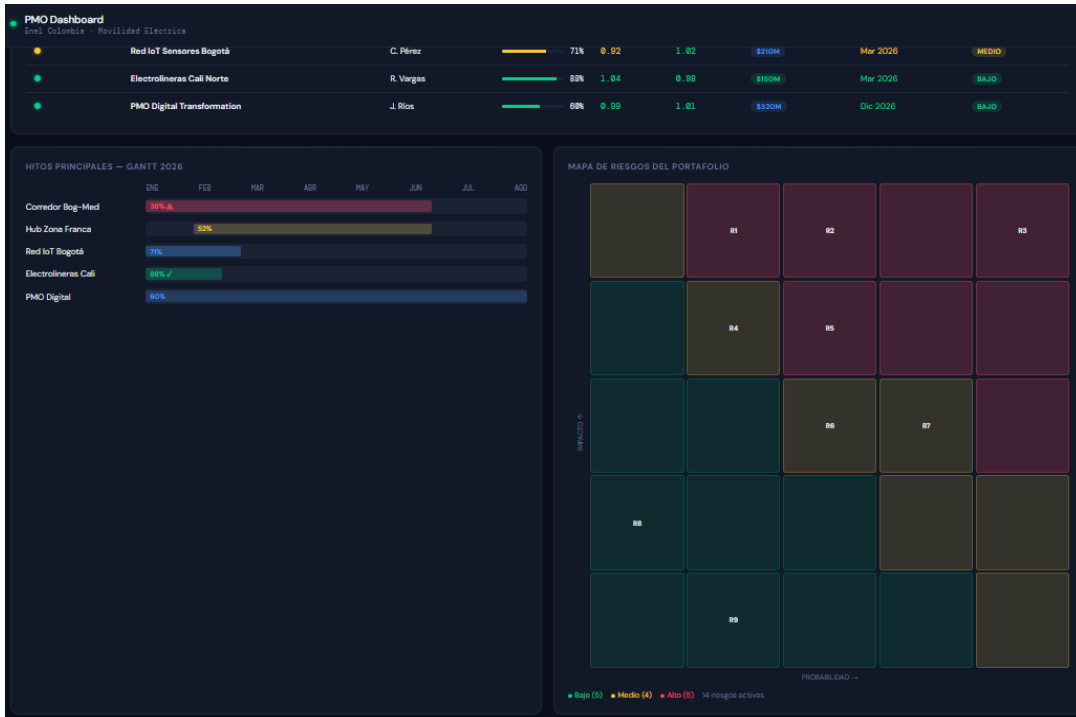 PMO Dashboard
Enel Colombia · Movilidad Eléctrica
Red IoT Sensores Bogotá C. Pérez 71% 0.92 1.02 $210M Mar 2026 MEDIO
Electrolineras Cali Norte R. Vargas 88% 1.04 0.98 $150M Mar 2026 BAJO
PMO Digital Transformation J. Ríos 60% 0.99 1.01 $320M Dic 2026 BAJO
HITOS PRINCIPALES — GANTT 2026
ENE FEB MAR ABR MAY JUN JUL AGO
Corredor Bog-Med 38% ⚠
Hub Zona Franca 52%
Red IoT Bogotá 71%
Electrolineras Cali 88% ✓
PMO Digital 60%
MAPA DE RIESGOS DEL PORTAFOLIO
R1 R2 R3
R4 R5
IMPACTO →
R6 R7
R8
R9
PROBABILIDAD →
Bajo (5) Medio (4) Alto (5) 14 riesgos activos